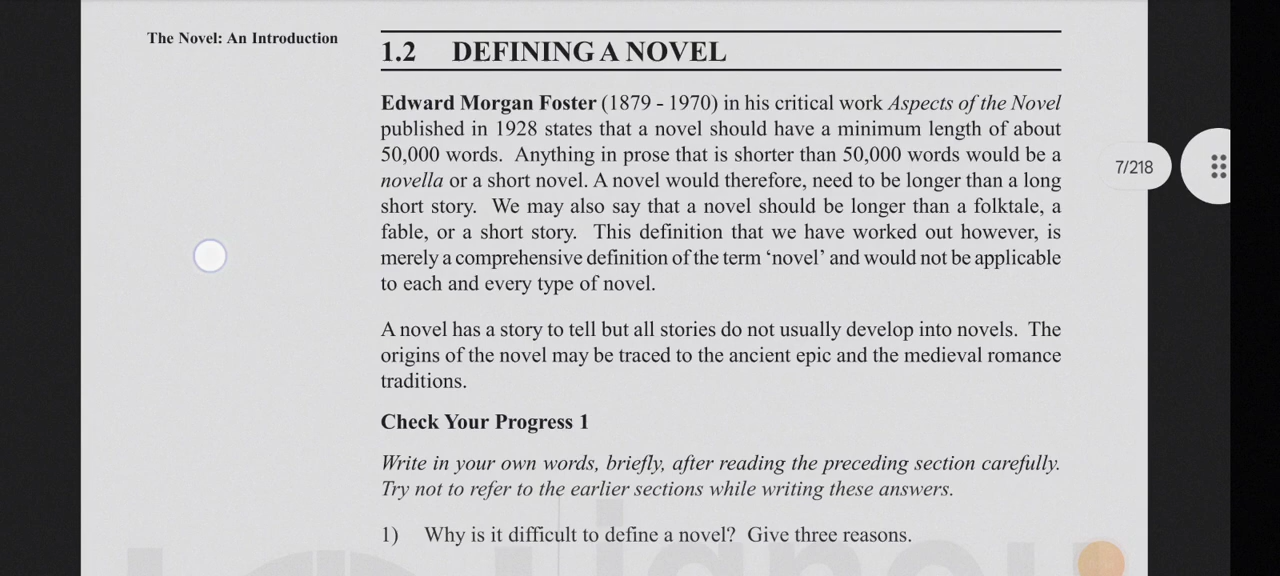 The Novel: An Introduction
1.2 DEFINING A NOVEL
Edward Morgan Foster (1879 - 1970) in his critical work Aspects of the Novel
published in 1928 states that a novel should have a minimum length of about
50,000 words. Anything in prose that is shorter than 50,000 words would be a
novella or a short novel. A novel would therefore, need to be longer than a long
short story. We may also say that a novel should be longer than a folktale, a
fable, or a short story. This definition that we have worked out however, is
merely a comprehensive definition of the term ‘novel’ and would not be applicable
to each and every type of novel.
A novel has a story to tell but all stories do not usually develop into novels. The
origins of the novel may be traced to the ancient epic and the medieval romance
traditions.
Check Your Progress 1
Write in your own words, briefly, after reading the preceding section carefully.
Try not to refer to the earlier sections while writing these answers.
1) Why is it difficult to define a novel? Give three reasons.
7/218